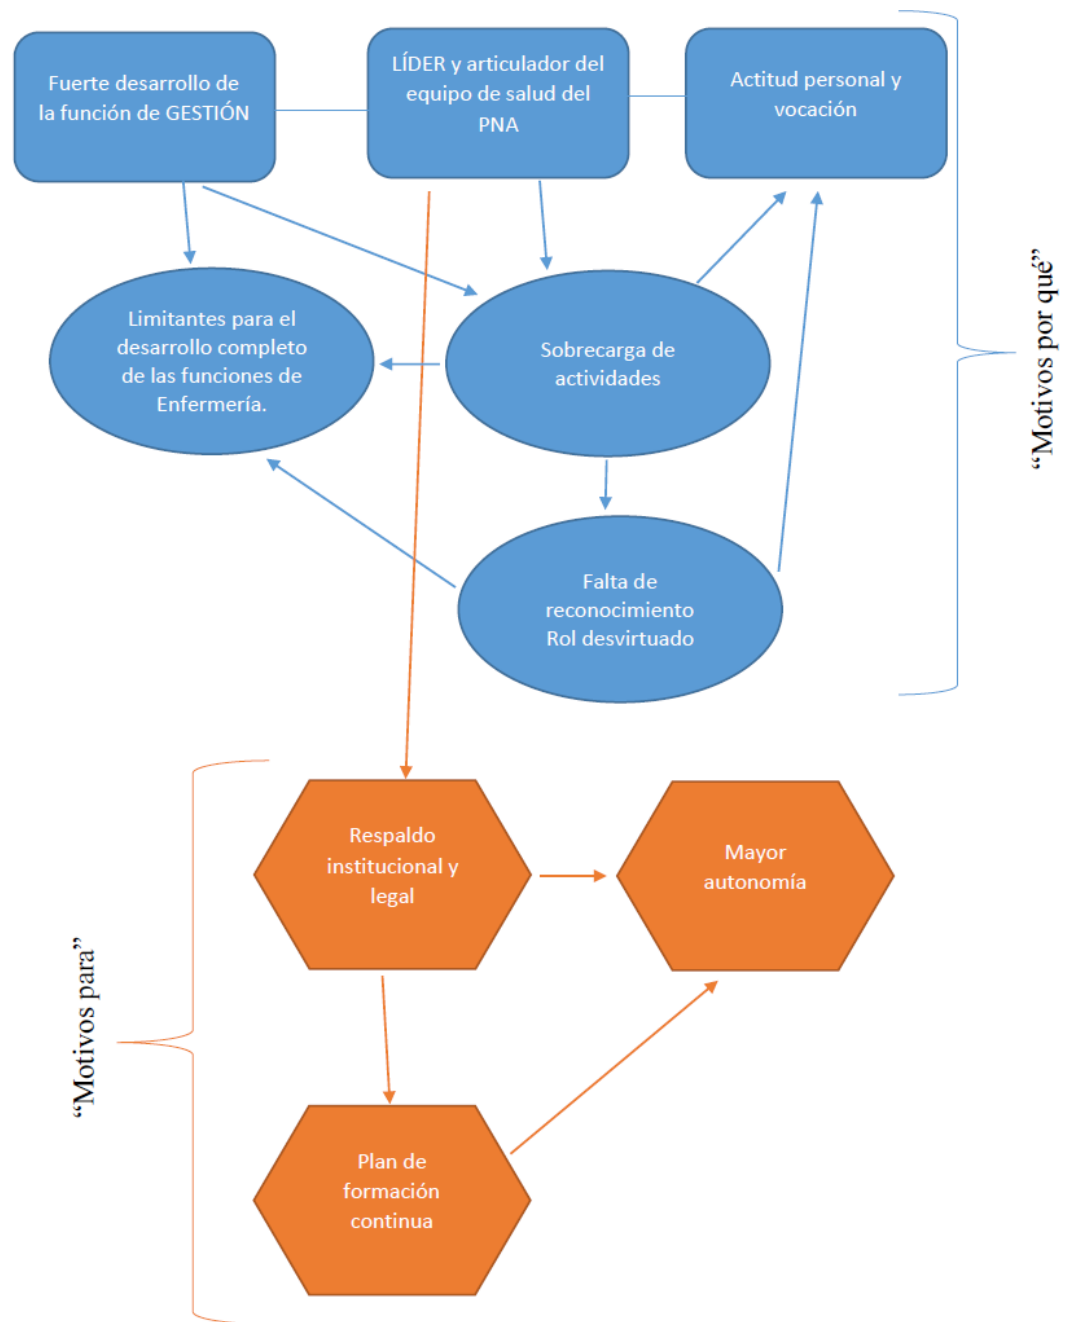 Fuerte desarrollo de
la función de GESTIÓN
LÍDER y articulador del
equipo de salud del
PNA
Actitud personal y
vocación
Limitantes para el
desarrollo completo
de las funciones de
Enfermería.
Sobrecarga de
actividades
Falta de
reconocimiento
Rol desvirtuado
“Motivos por qué”
Respaldo
institucional y
legal
Mayor
autonomía
Plan de
formación
continua
“Motivos para”